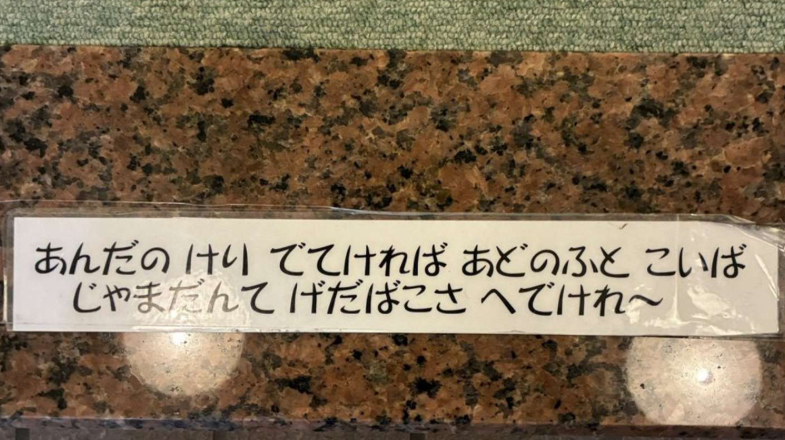 あんだの けり でてければ あどのふと こいば
じゃまだんて げだばこさ へでけれ〜